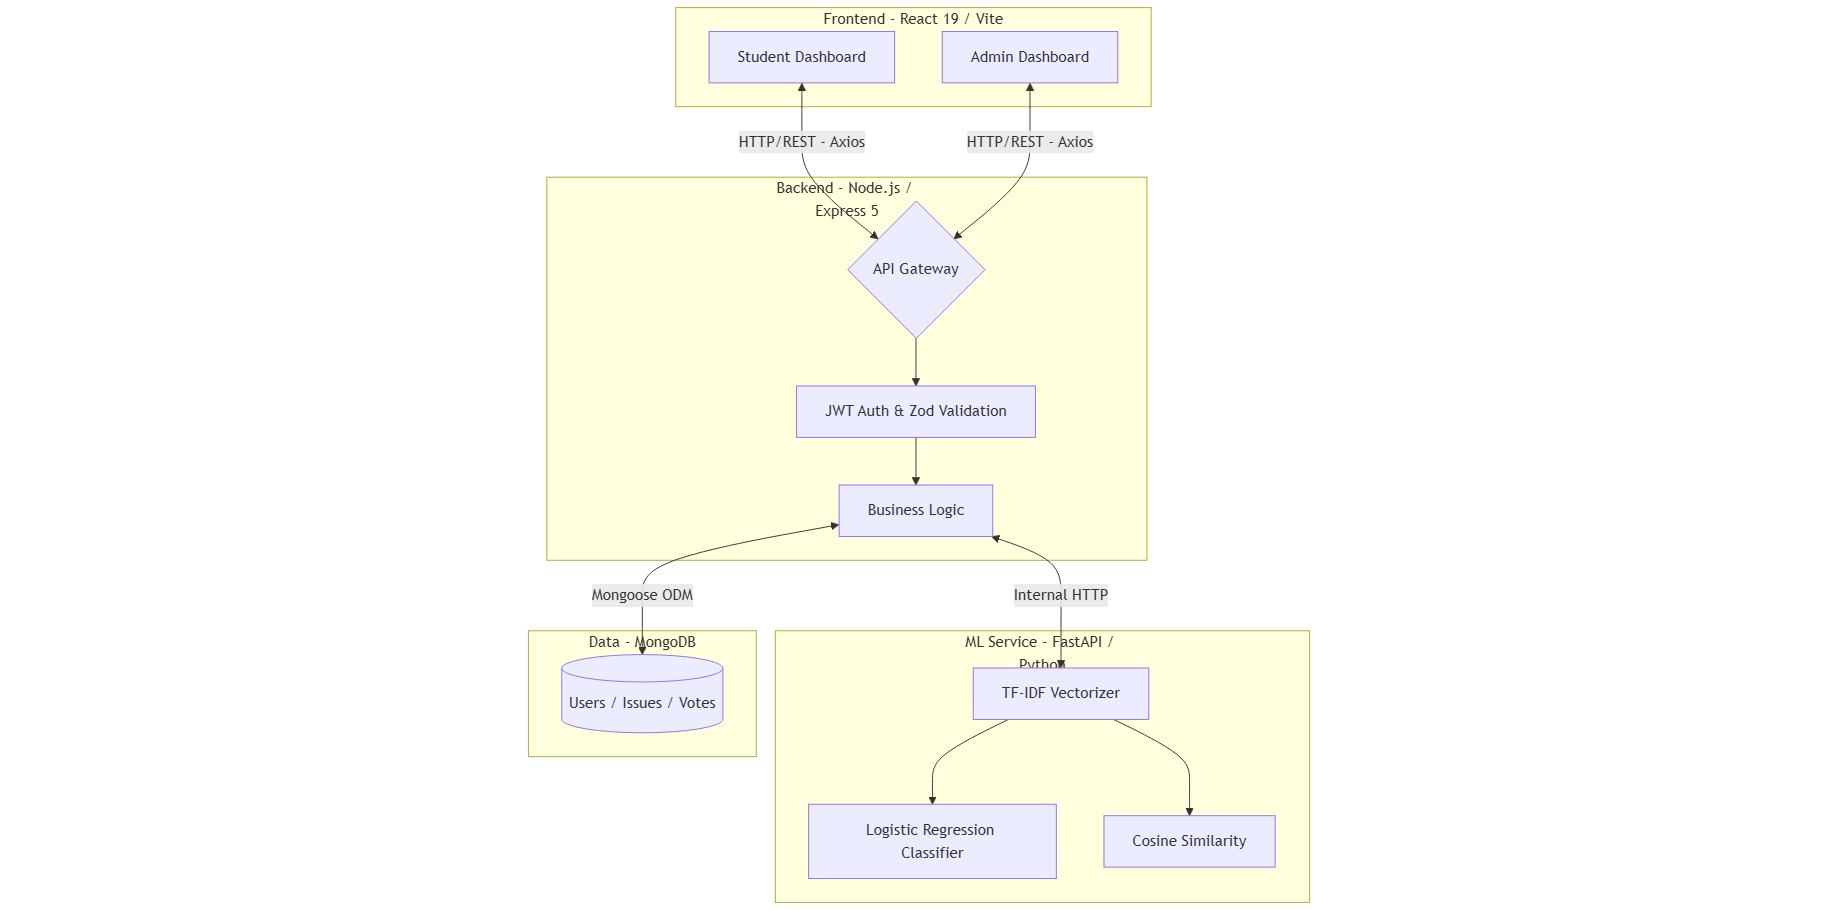 Frontend - React 19 / Vite
Student Dashboard
Admin Dashboard
HTTP/REST - Axios
HTTP/REST - Axios
Backend - Node.js /
Express 5
API Gateway
JWT Auth & Zod Validation
Business Logic
Mongoose ODM
Internal HTTP
Data - MongoDB
Users / Issues / Votes
ML Service - FastAPI /
Python
TF-IDF Vectorizer
Logistic Regression
Classifier
Cosine Similarity